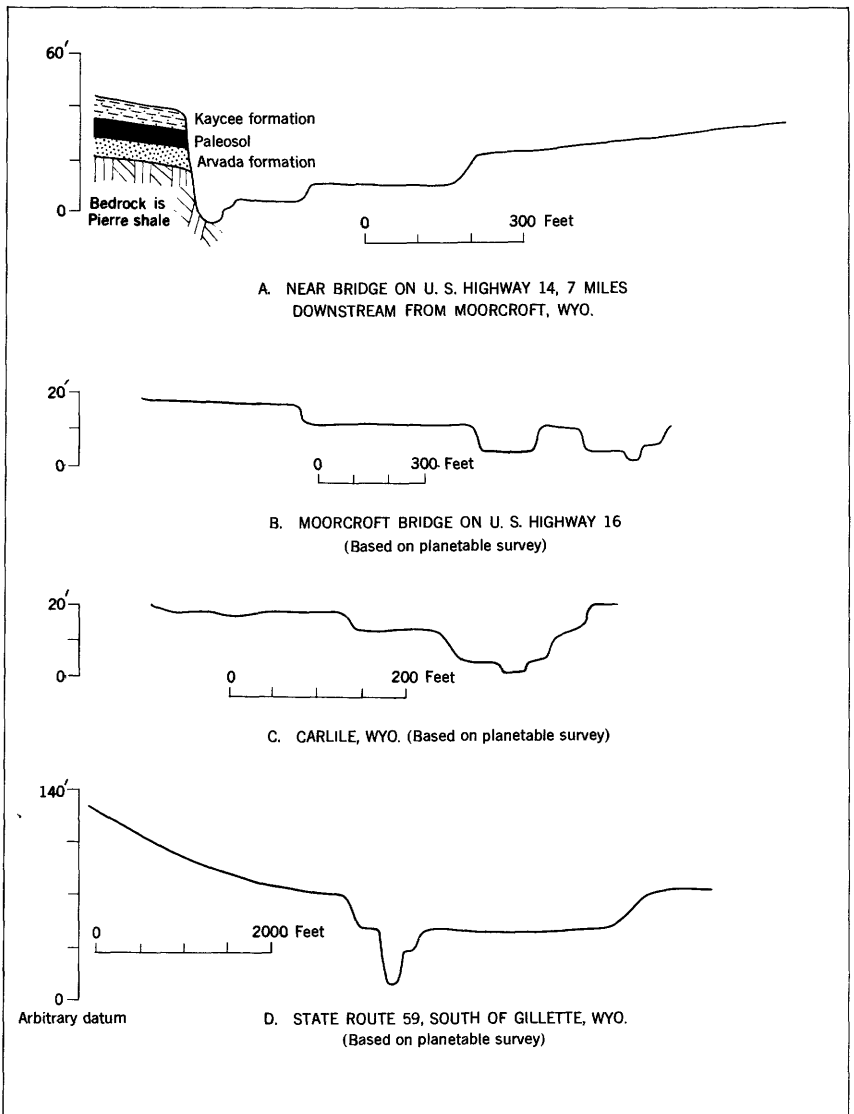 60′
Kaycee formation
Paleosol
Arvada formation
0
Bedrock is
Pierre shale
0 300 Feet
A. NEAR BRIDGE ON U. S. HIGHWAY 14, 7 MILES
DOWNSTREAM FROM MOORCROFT, WYO.
20′
0
0 300 Feet
B. MOORCROFT BRIDGE ON U. S. HIGHWAY 16
(Based on planetable survey)
20′
0
0 200 Feet
C. CARLILE, WYO. (Based on planetable survey)
140′
0 2000 Feet
0
Arbitrary datum
D. STATE ROUTE 59, SOUTH OF GILLETTE, WYO.
(Based on planetable survey)